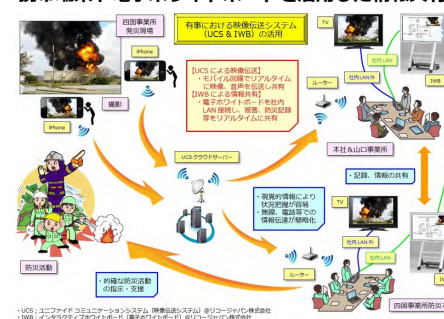 四国事業所
発災現場
有事における映像伝送システム
(UCS & IWB) の活用
TV
社内 LAN
iPhone
【UCSによる映像伝送】
・モバイル回線でリアルタイム
に映像、音声を伝送し共有
【IWBによる情報共有】
・電子ホワイトボードを社内
LAN 接続し、被害、防災記録
等をリアルタイムに共有
社内 LAN 外
ルーター
IWB
撮影
iPhone
本社&山口事業所
UCS クラウドサーバー
・記録、情報の共有
TV
・視覚的情報により
状況把握が容易
・無線、電話等での
情報伝達が簡略化
社内 LAN 外
社内 LAN
ルーター
IWB
防災活動
・的確な防災活動
の指示・支援
四国事業所防災
・UCS:ユニファイド コミュニケーションシステム(映像伝送システム)@リコージャパン株式会社
・IWB:インタラクティブホワイトボード(電子ホワイトボード)@リコージャパン株式会社